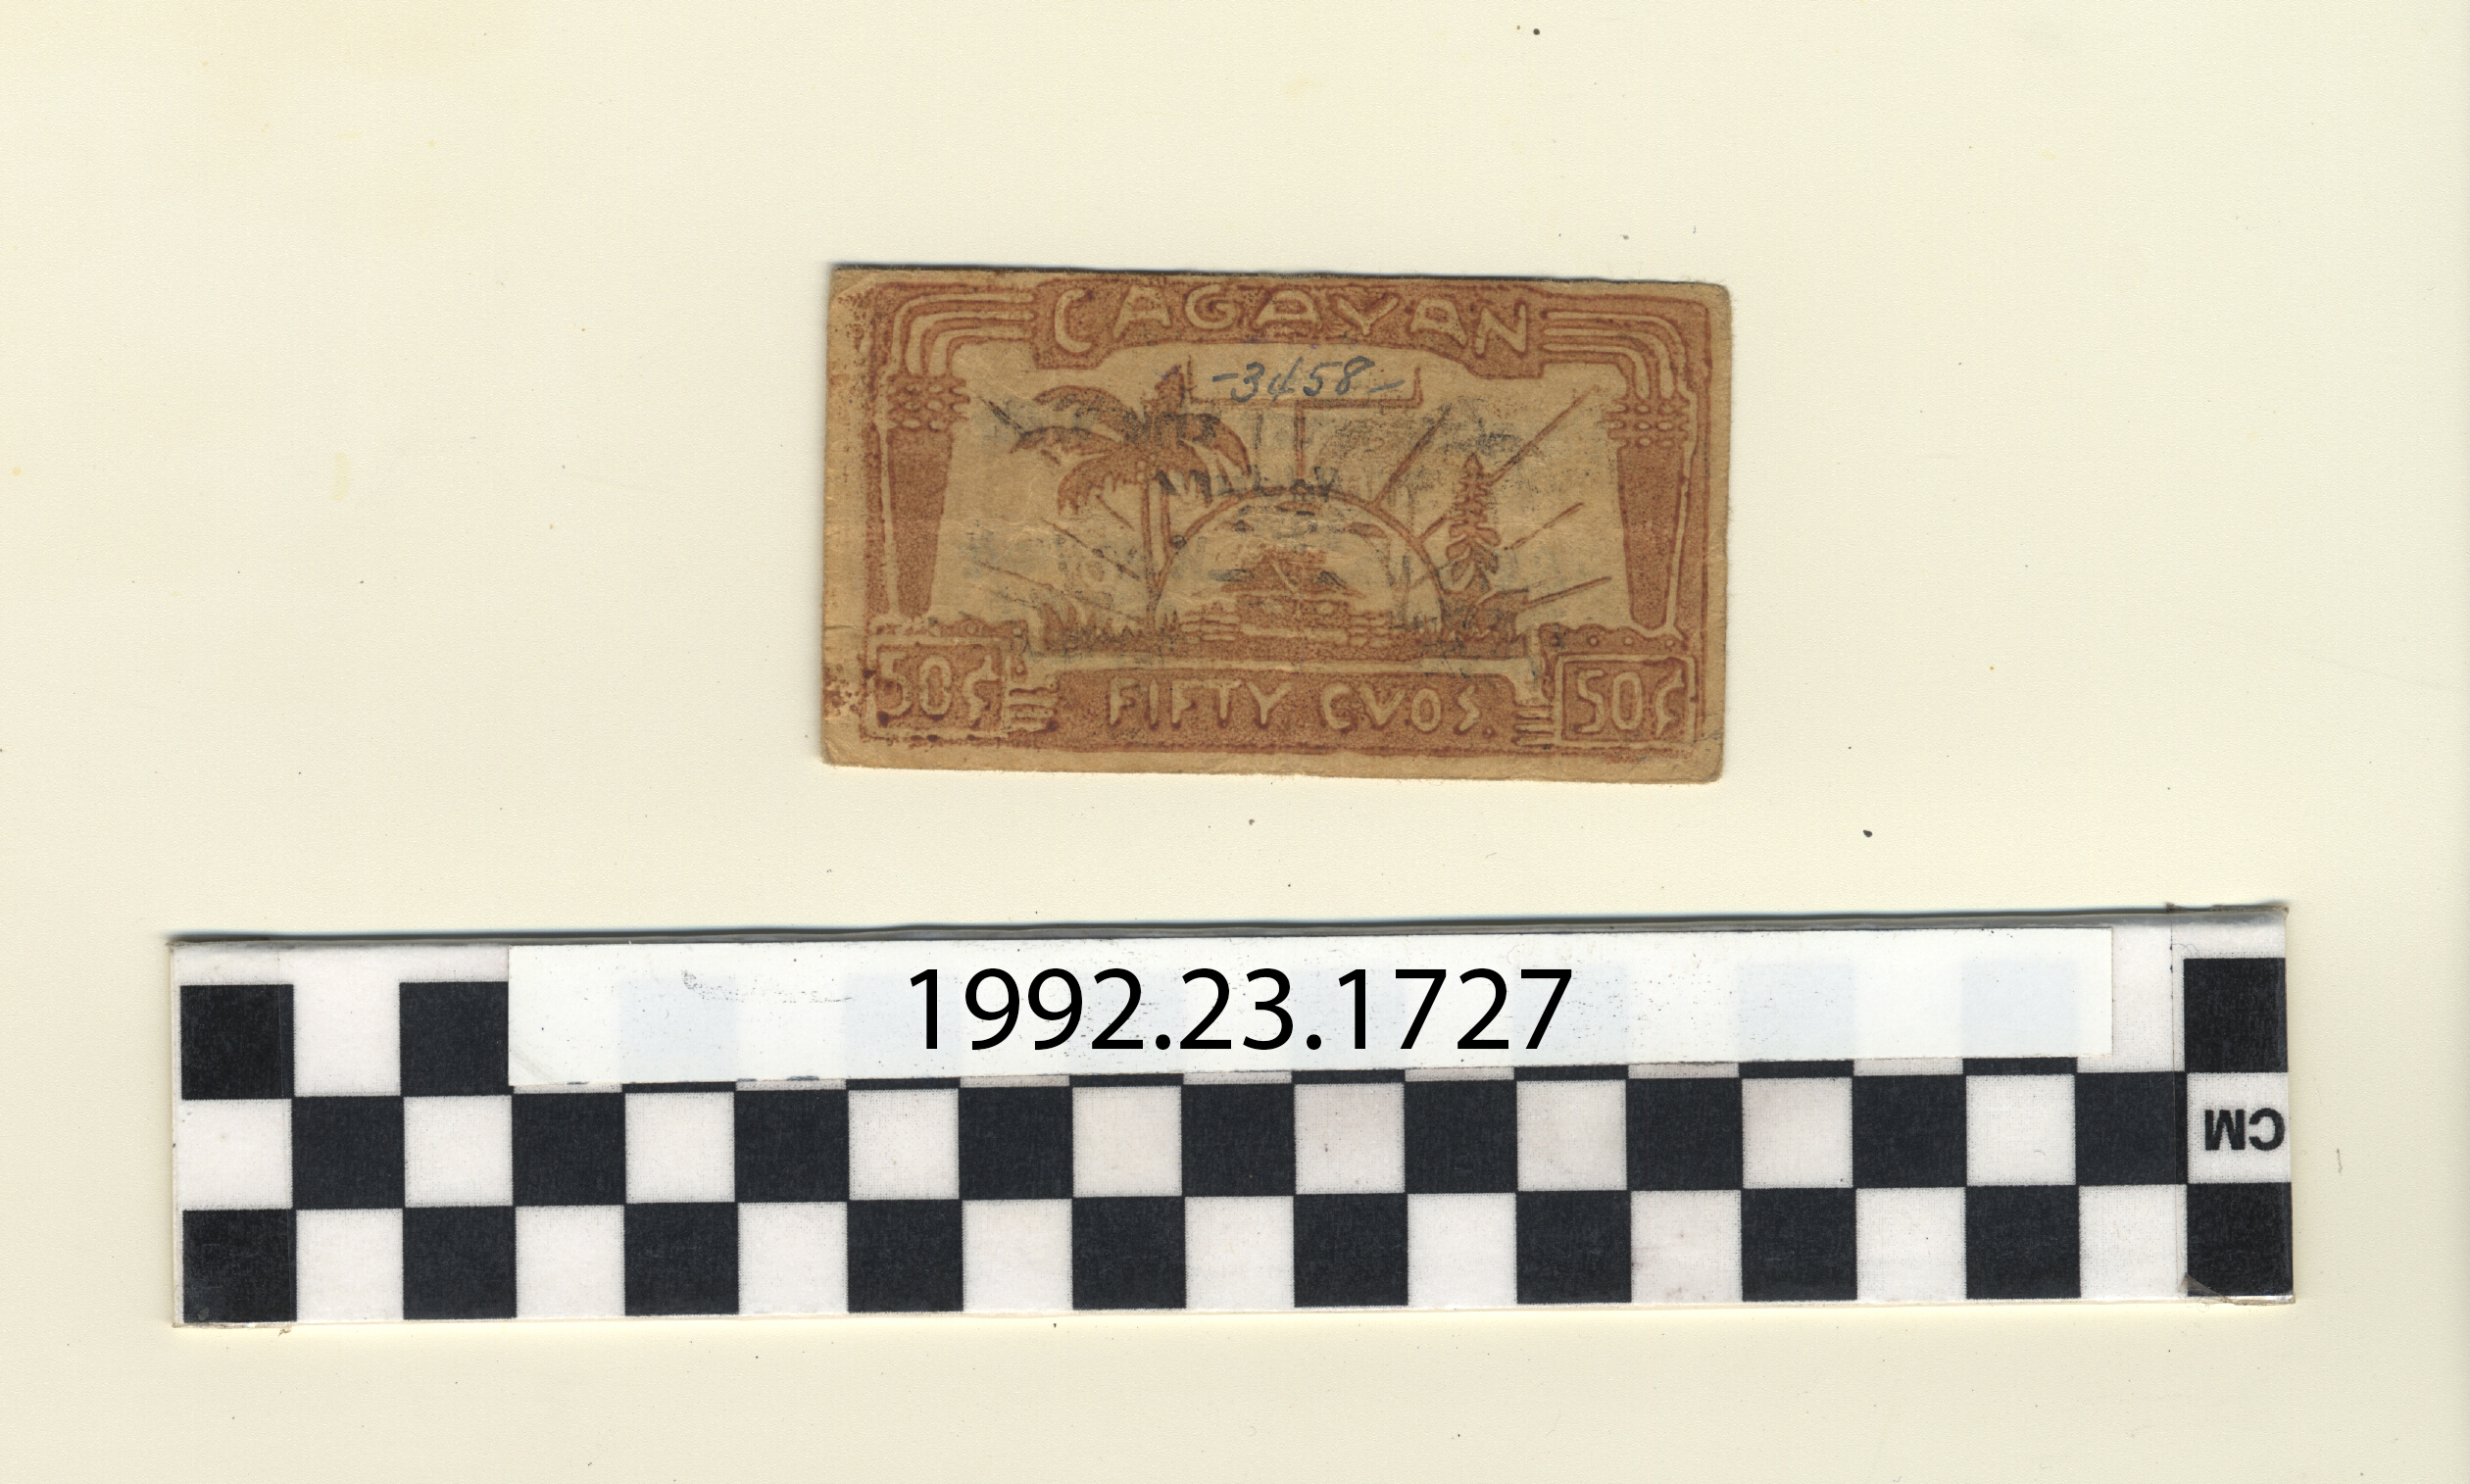 CAGAYAN
-3458-
50¢ FIFTY CVOS. 50¢
1992.23.1727
CM